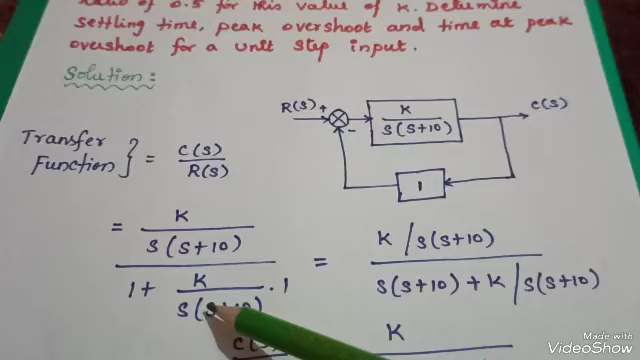 ratio of 0.5 for this value of K. Determine
settling time, peak overshoot and time at peak
overshoot for a unit step input.
Solution:
R(S) + - K / S(S+10) C(S)
1
Transfer Function } = C(S) / R(S)
= K / S(S+10) / 1 + K / S(S+10) . 1 = K / S(S+10) / S(S+10) + K / S(S+10)
K
Made with
VideoShow